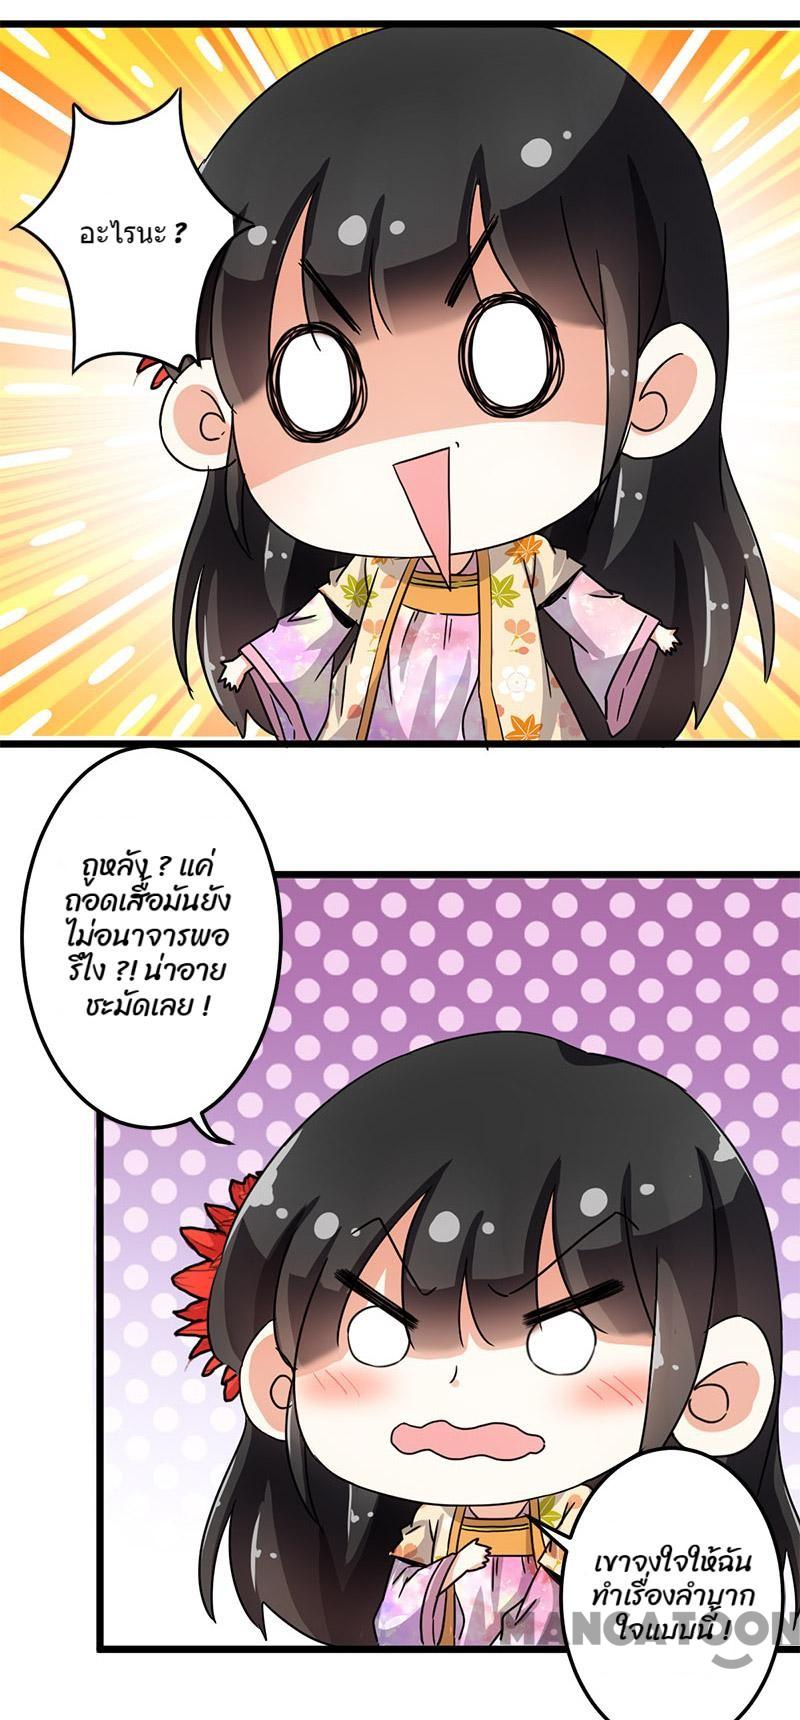 อะไรนะ ?
ถูหลัง ? แค่
ถอดเสื้อมันยัง
ไม่อนาจารพอ
รึไง ?! น่าอาย
ชะมัดเลย !
เขาจงใจให้ฉัน
ทำเรื่องลำบาก
ใจแบบนี้ !
MANGATOON